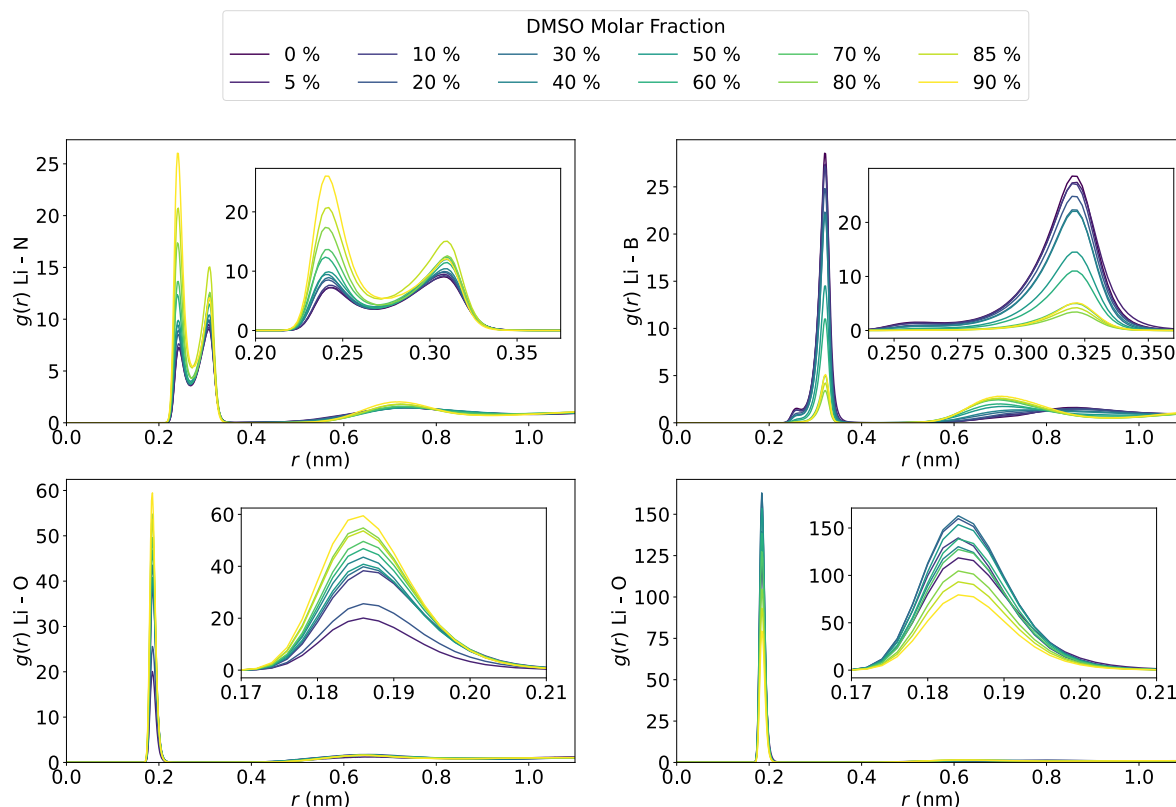 DMSO Molar Fraction
0 % 10 % 30 % 50 % 70 % 85 %
5 % 20 % 40 % 60 % 80 % 90 %
g(r) Li - N
25
20
15
10
5
0
0.0 0.2 0.4 0.6 0.8 1.0
r (nm)
20
10
0
0.20 0.25 0.30 0.35
g(r) Li - B
25
20
15
10
5
0
0.0 0.2 0.4 0.6 0.8 1.0
r (nm)
20
10
0
0.250 0.275 0.300 0.325 0.350
g(r) Li - O
60
50
40
30
20
10
0
0.0 0.2 0.4 0.6 0.8 1.0
r (nm)
60
40
20
0
0.17 0.18 0.19 0.20 0.21
g(r) Li - O
150
125
100
75
50
25
0
0.0 0.2 0.4 0.6 0.8 1.0
r (nm)
150
100
50
0
0.17 0.18 0.19 0.20 0.21